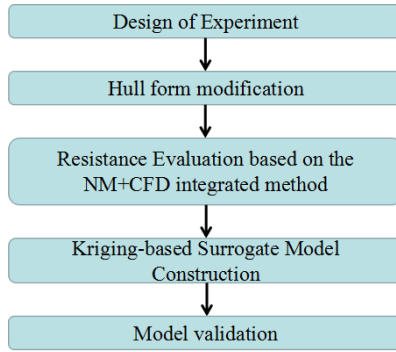 Design of Experiment
Hull form modification
Resistance Evaluation based on the
NM+CFD integrated method
Kriging-based Surrogate Model
Construction
Model validation